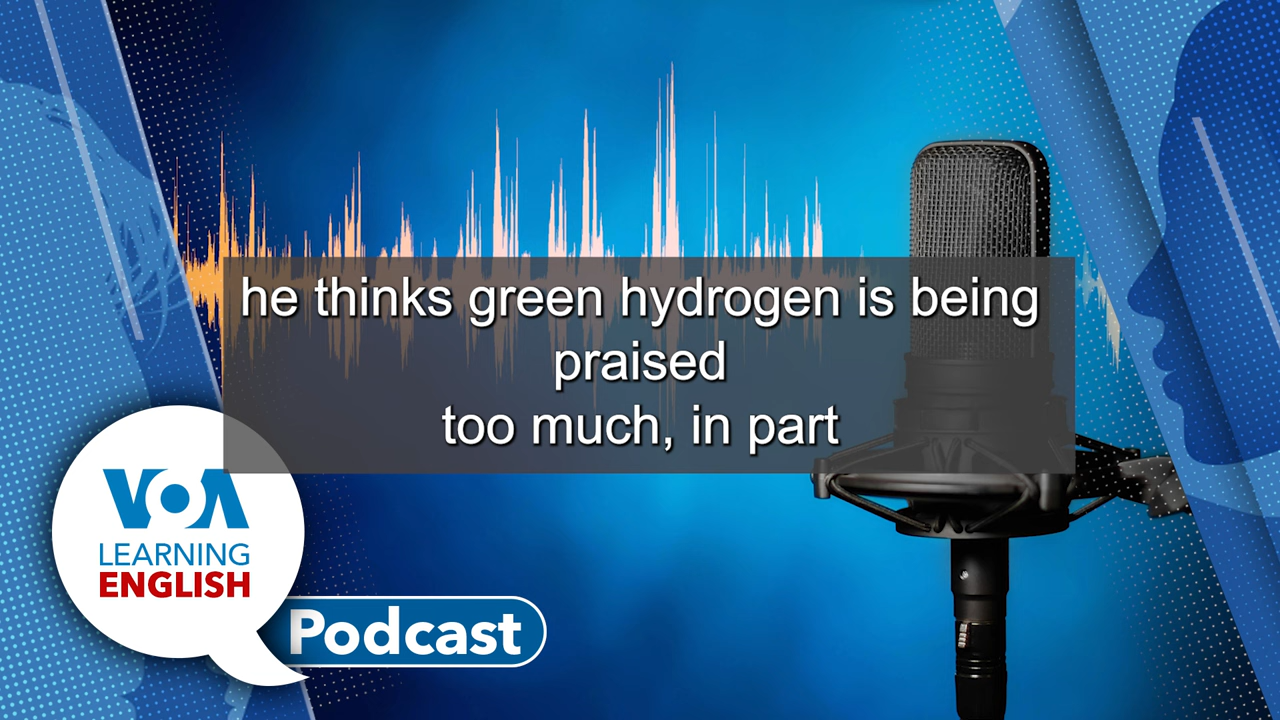 he thinks green hydrogen is being
praised
too much, in part
VOA
LEARNING
ENGLISH
Podcast